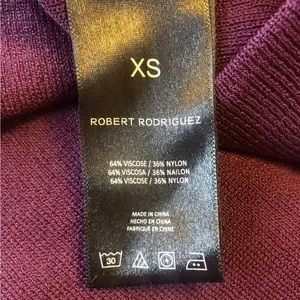 XS
ROBERT RODRIGUEZ
64% VISCOSE / 36% NYLON
64% VISCOSA / 36% NAILON
64% VISCOSE / 36% NYLON
MADE IN CHINA
HECHO EN CHINA
FABRIQUÉ EN CHINE
30